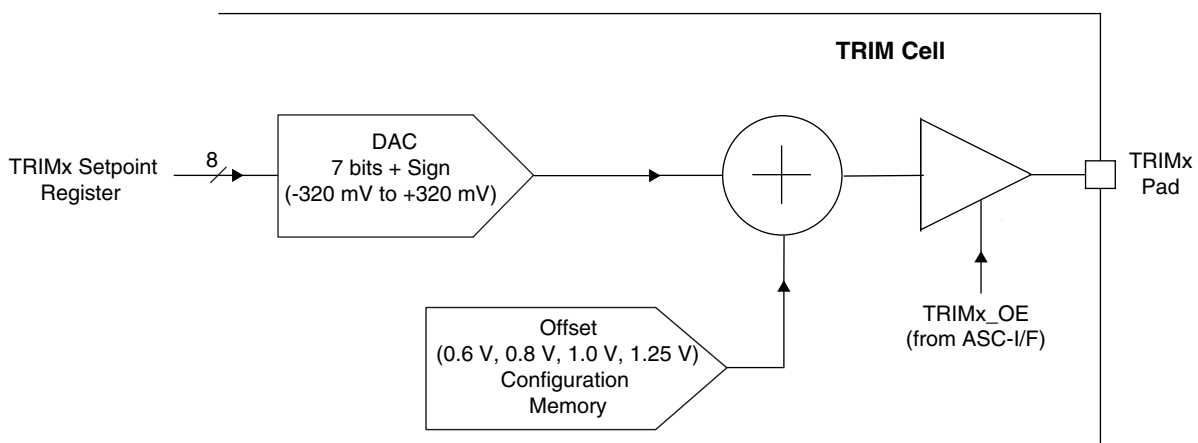 TRIM Cell
TRIMx Setpoint
Register
8
DAC
7 bits + Sign
(-320 mV to +320 mV)
TRIMx
Pad
TRIMx_OE
(from ASC-I/F)
Offset
(0.6 V, 0.8 V, 1.0 V, 1.25 V)
Configuration
Memory